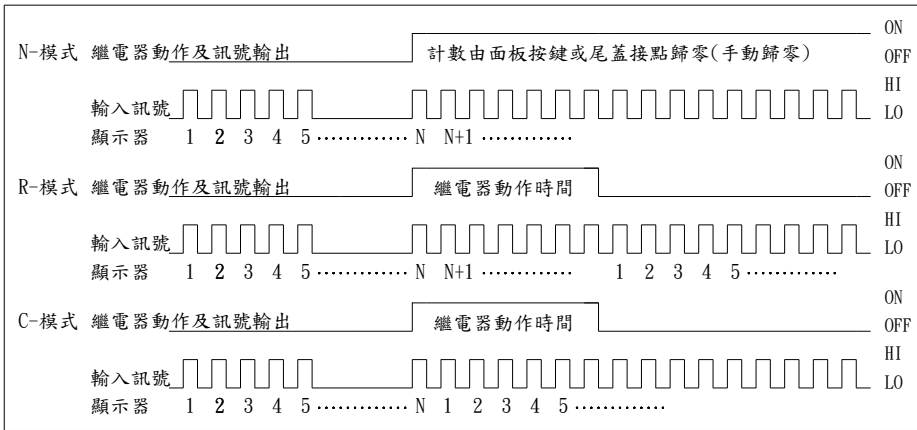 ON
N-模式 繼電器動作及訊號輸出 計數由面板按鍵或尾蓋接點歸零(手動歸零) OFF
HI
輸入訊號 LO
顯示器 1 2 3 4 5 ············ N N+1 ············
ON
R-模式 繼電器動作及訊號輸出 繼電器動作時間 OFF
HI
輸入訊號 LO
顯示器 1 2 3 4 5 ············ N N+1 ············ 1 2 3 4 5 ············
ON
C-模式 繼電器動作及訊號輸出 繼電器動作時間 OFF
HI
輸入訊號 LO
顯示器 1 2 3 4 5 ············ N 1 2 3 4 5 ············